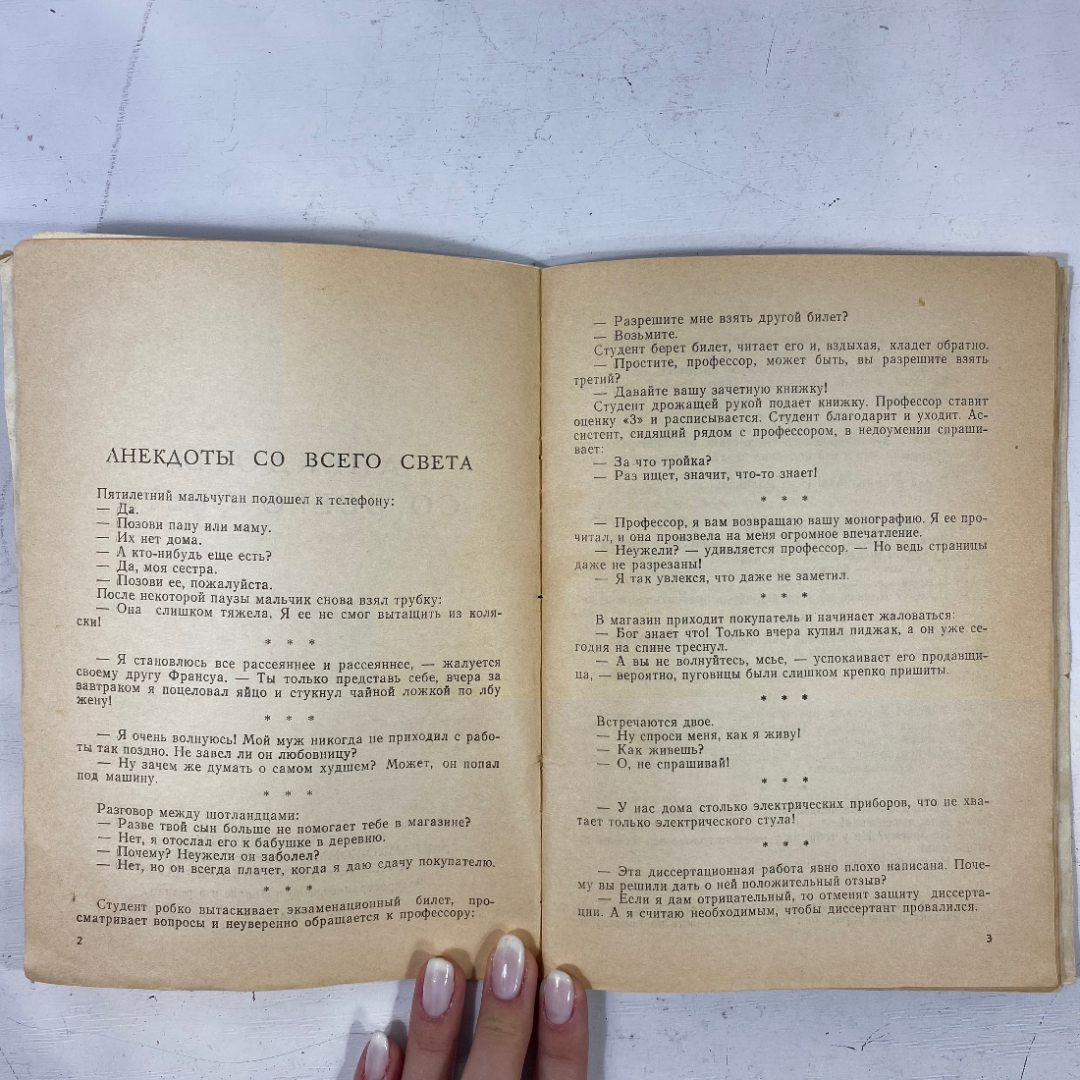 АНЕКДОТЫ СО ВСЕГО СВЕТА
Пятилетний мальчуган подошел к телефону:
— Да.
— Позови папу или маму.
— Их нет дома.
— А кто-нибудь еще есть?
— Да, моя сестра.
— Позови ее, пожалуйста.
После некоторой паузы мальчик снова взял трубку:
— Она слишком тяжела. Я ее не смог вытащить из коля-
ски!
* * *
— Я становлюсь все рассеяннее и рассеяннее, — жалуется
своему другу Франсуа. — Ты только представь себе, вчера за
завтраком я поцеловал яйцо и стукнул чайной ложкой по лбу
жену!
* * *
— Я очень волнуюсь! Мой муж никогда не приходил с рабо-
ты так поздно. Не завел ли он любовницу?
— Ну зачем же думать о самом худшем? Может, он попал
под машину.
* * *
Разговор между шотландцами:
— Разве твой сын больше не помогает тебе в магазине?
— Нет, я отослал его к бабушке в деревню.
— Почему? Неужели он заболел?
— Нет, но он всегда плачет, когда я даю сдачу покупателю.
* * *
Студент робко вытаскивает экзаменационный билет, про-
сматривает вопросы и неуверенно обращается к профессору:
2
— Разрешите мне взять другой билет?
— Возьмите.
Студент берет билет, читает его и, вздыхая, кладет обратно.
— Простите, профессор, может быть, вы разрешите взять
третий?
— Давайте вашу зачетную книжку!
Студент дрожащей рукой подает книжку. Профессор ставит
оценку «3» и расписывается. Студент благодарит и уходит. Ас-
систент, сидящий рядом с профессором, в недоумении спраши-
вает:
— За что тройка?
— Раз ищет, значит, что-то знает!
* * *
— Профессор, я вам возвращаю вашу монографию. Я ее про-
читал, и она произвела на меня огромное впечатление.
— Неужели? — удивляется профессор. — Но ведь страницы
даже не разрезаны!
— Я так увлекся, что даже не заметил.
* * *
В магазин приходит покупатель и начинает жаловаться:
— Бог знает что! Только вчера купил пиджак, а он уже се-
годня на спине треснул.
— А вы не волнуйтесь, мсье, — успокаивает его продавщи-
ца, — вероятно, пуговицы были слишком крепко пришиты.
* * *
Встречаются двое.
— Ну спроси меня, как я живу!
— Как живешь?
— О, не спрашивай!
* * *
— У нас дома столько электрических приборов, что не хва-
тает только электрического стула!
* * *
— Эта диссертационная работа явно плохо написана. Поче-
му вы решили дать о ней положительный отзыв?
— Если я дам отрицательный, то отменят защиту диссерта-
ции. А я считаю необходимым, чтобы диссертант провалился.
3